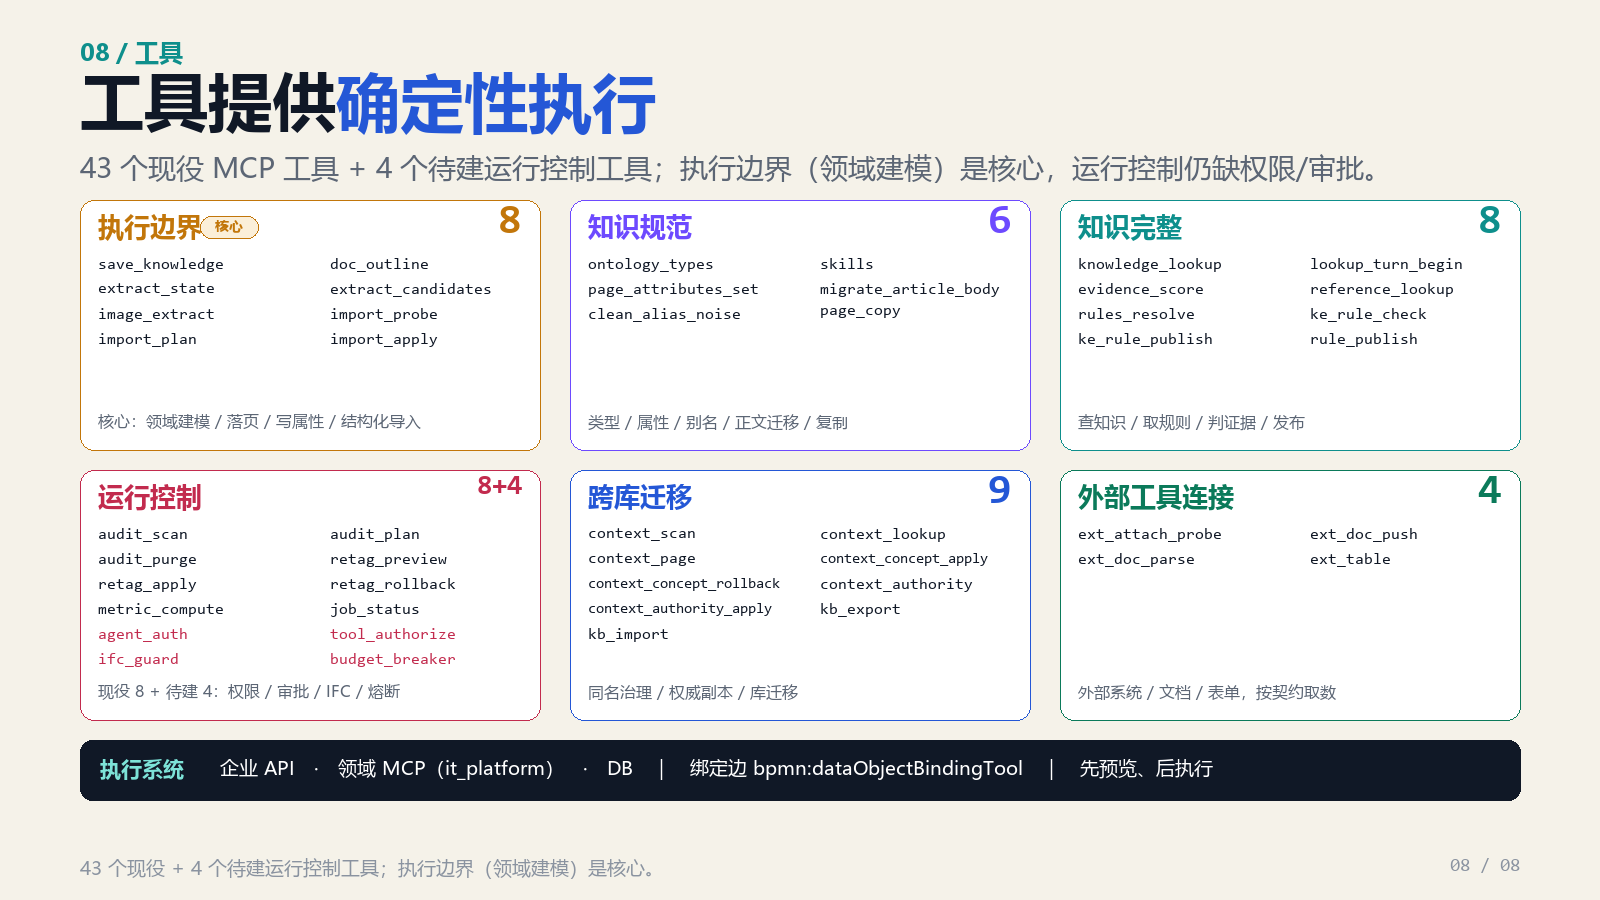 08 / 工具
工具提供确定性执行
43 个现役 MCP 工具 + 4 个待建运行控制工具；执行边界（领域建模）是核心，运行控制仍缺权限/审批。
执行边界 核心 8
save_knowledge doc_outline
extract_state extract_candidates
image_extract import_probe
import_plan import_apply
核心：领域建模 / 落页 / 写属性 / 结构化导入
知识规范 6
ontology_types skills
page_attributes_set migrate_article_body
clean_alias_noise page_copy
类型 / 属性 / 别名 / 正文迁移 / 复制
知识完整 8
knowledge_lookup lookup_turn_begin
evidence_score reference_lookup
rules_resolve ke_rule_check
ke_rule_publish rule_publish
查知识 / 取规则 / 判证据 / 发布
运行控制 8+4
audit_scan audit_plan
audit_purge retag_preview
retag_apply retag_rollback
metric_compute job_status
agent_auth tool_authorize
ifc_guard budget_breaker
现役 8 + 待建 4：权限 / 审批 / IFC / 熔断
跨库迁移 9
context_scan context_lookup
context_page context_concept_apply
context_concept_rollback context_authority
context_authority_apply kb_export
kb_import
同名治理 / 权威副本 / 库迁移
外部工具连接 4
ext_attach_probe ext_doc_push
ext_doc_parse ext_table
外部系统 / 文档 / 表单，按契约取数
执行系统 企业 API · 领域 MCP（it_platform） · DB │ 绑定边 bpmn:dataObjectBindingTool │ 先预览、后执行
43 个现役 + 4 个待建运行控制工具；执行边界（领域建模）是核心。
08 / 08